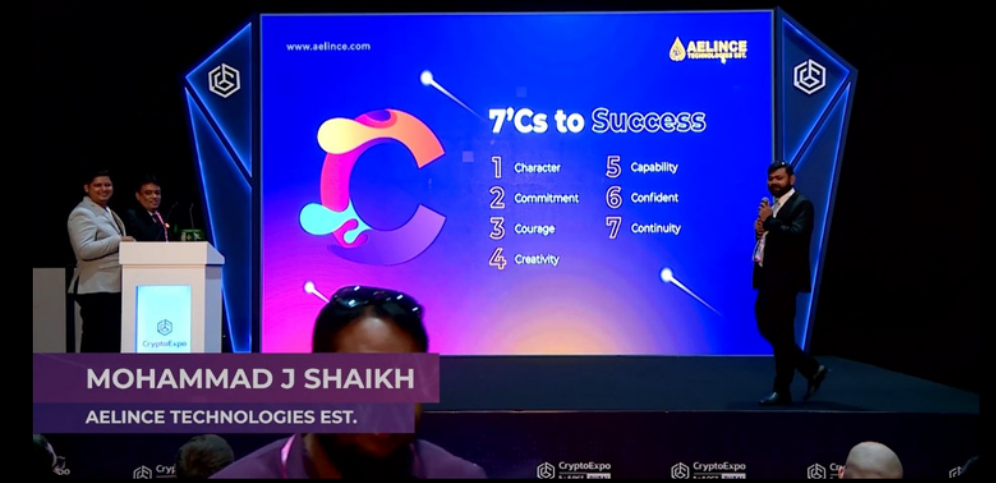 www.aelince.com
AELINCE
TECHNOLOGIES EST.
7'Cs to Success
1 Character
2 Commitment
3 Courage
4 Creativity
5 Capability
6 Confident
7 Continuity
CryptoExpo
MOHAMMAD J SHAIKH
AELINCE TECHNOLOGIES EST.
CryptoExpo
CryptoExpo